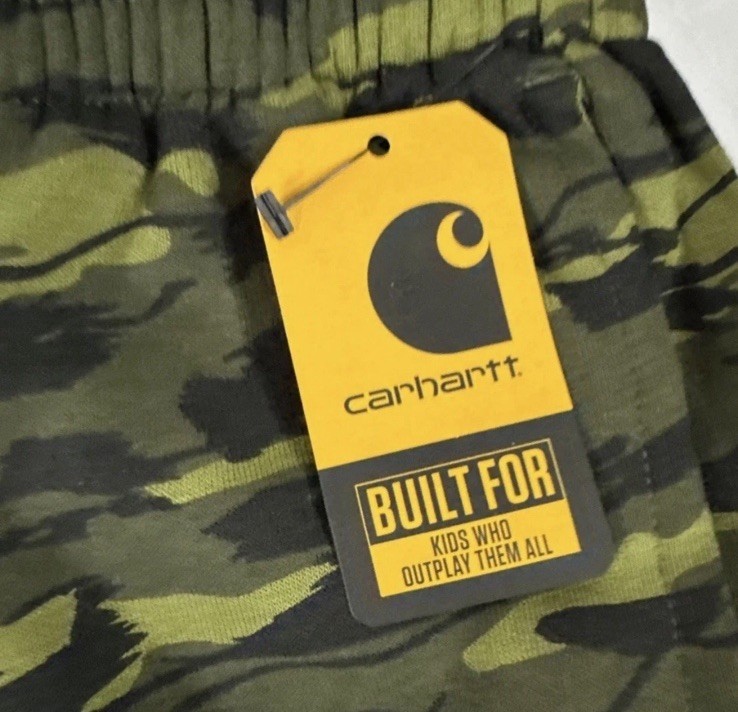 carhartt
BUILT FOR
KIDS WHO
OUTPLAY THEM ALL